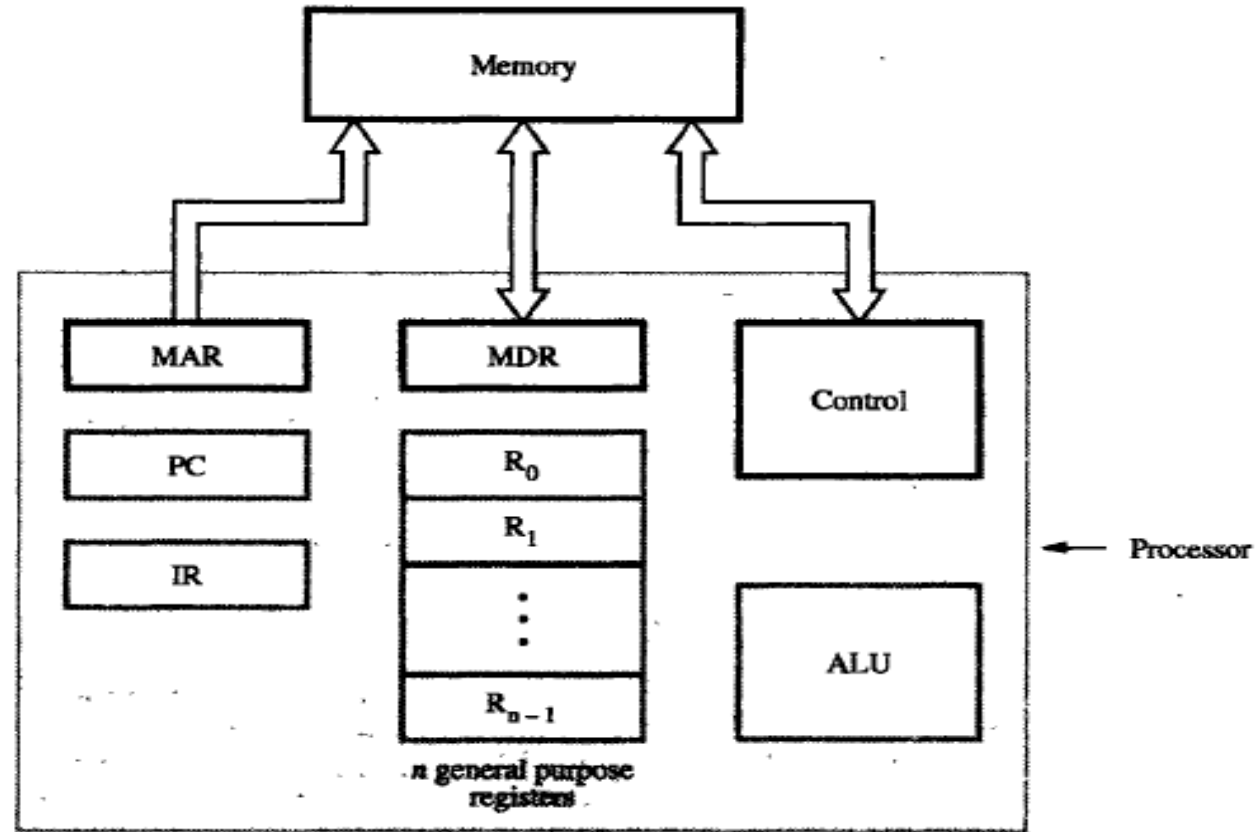 Memory
MAR
MDR
Control
PC
R₀
R₁
IR
Processor
ALU
Rₙ₋₁
n general purpose
registers